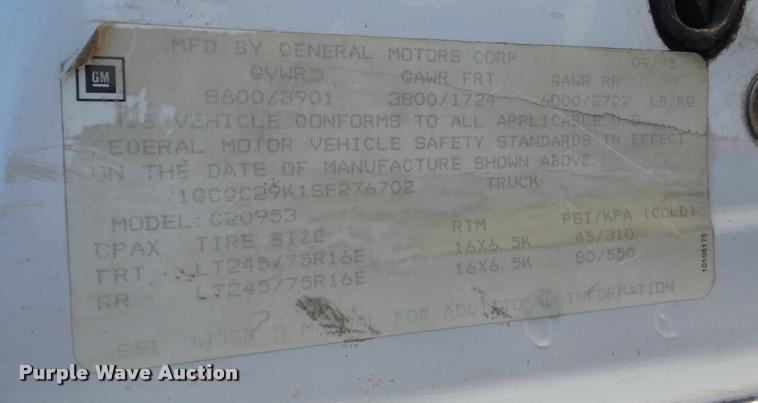 MFD BY GENERAL MOTORS CORP 09/95
GM
GVWR GAWR FRT GAWR RR
8600/3901 3800/1724 6000/2722 LB/KG
THIS VEHICLE CONFORMS TO ALL APPLICABLE U.S.
FEDERAL MOTOR VEHICLE SAFETY STANDARDS IN EFFECT
ON THE DATE OF MANUFACTURE SHOWN ABOVE
1GCGC29K1SE276702 TRUCK
MODEL: C20953
CPAX TIRE SIZE RIM PSI/KPA (COLD)
FRT LT245/75R16E 16X6.5K 45/310
RR LT245/75R16E 16X6.5K 80/550
SEE OWNER'S MANUAL FOR ADDITIONAL INFORMATION
10108175
Purple Wave Auction